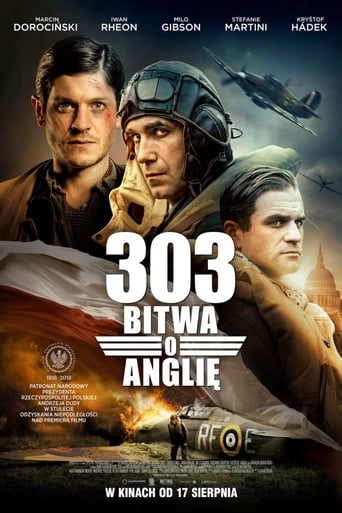 MARCIN
DOROCIŃSKI
IWAN
RHEON
MILO
GIBSON
STEFANIE
MARTINI
KRYŠTOF
HÁDEK
303
BITWA
O
ANGLIĘ
1918-2018
PATRONAT NARODOWY
PREZYDENTA
RZECZYPOSPOLITEJ POLSKIEJ
ANDRZEJA DUDY
W STULECIE
ODZYSKANIA NIEPODLEGŁOŚCI
NAD PREMIERĄ FILMU
RF E
W KINACH OD 17 SIERPNIA